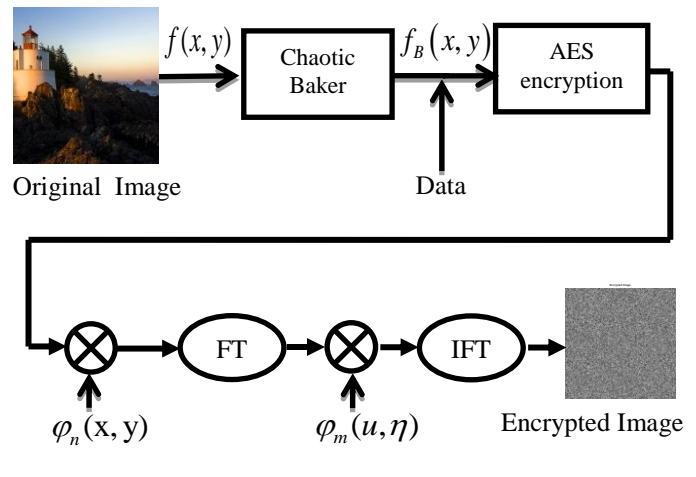 f(x, y)
Chaotic
Baker
f_B(x, y)
AES
encryption
Original Image
Data
FT
IFT
φ_n(x, y)
φ_m(u, η)
Encrypted Image